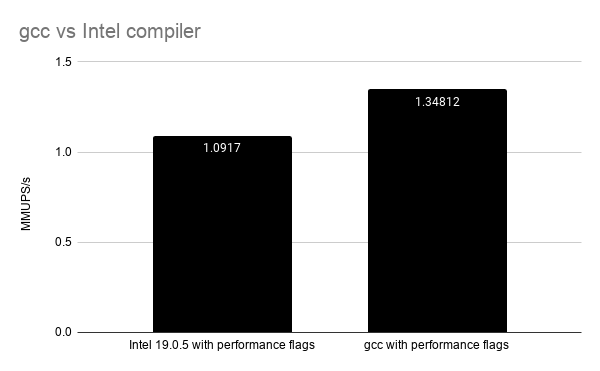 gcc vs Intel compiler
1.5
1.34812
1.0917
1.0
MMUPS/s
0.5
0.0
Intel 19.0.5 with performance flags
gcc with performance flags